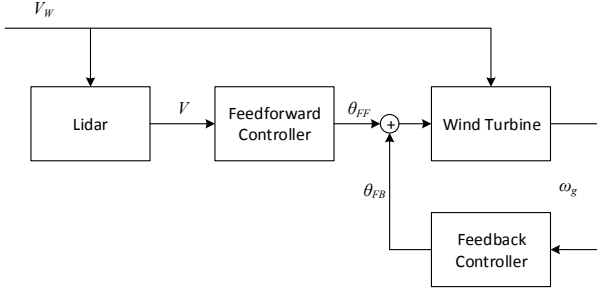 V_W
Lidar
V
Feedforward
Controller
θ_FF
+
Wind Turbine
θ_FB
ω_g
Feedback
Controller